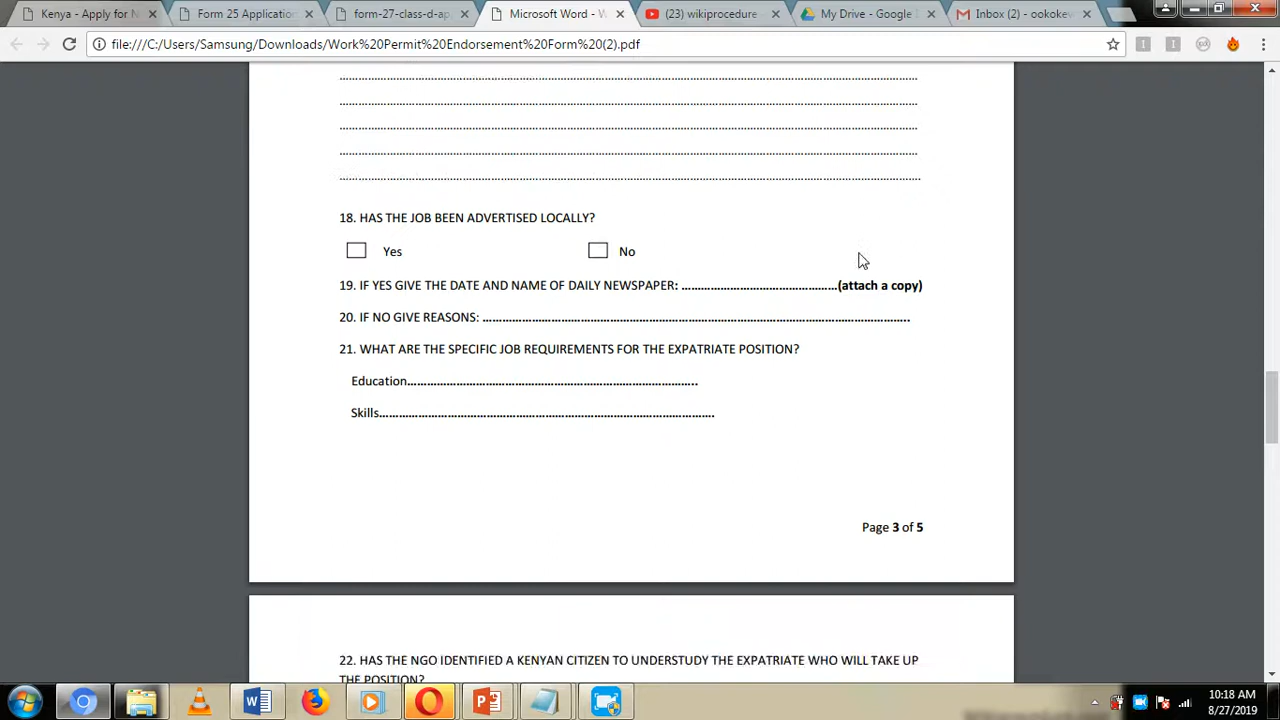 Kenya - Apply for N
Form 25 Application
form-27-class-d-ap
Microsoft Word - W
(23) wikiprocedure
My Drive - Google
Inbox (2) - ookokev
file:///C:/Users/Samsung/Downloads/Work%20Permit%20Endorsement%20Form%20(2).pdf
18. HAS THE JOB BEEN ADVERTISED LOCALLY?
Yes No
19. IF YES GIVE THE DATE AND NAME OF DAILY NEWSPAPER: ……………………………………(attach a copy)
20. IF NO GIVE REASONS: ………………………………………………………………………………………………..
21. WHAT ARE THE SPECIFIC JOB REQUIREMENTS FOR THE EXPATRIATE POSITION?
Education………………………………………………………………..
Skills…………………………………………………………………………….
Page 3 of 5
22. HAS THE NGO IDENTIFIED A KENYAN CITIZEN TO UNDERSTUDY THE EXPATRIATE WHO WILL TAKE UP
THE POSITION?
10:18 AM
8/27/2019